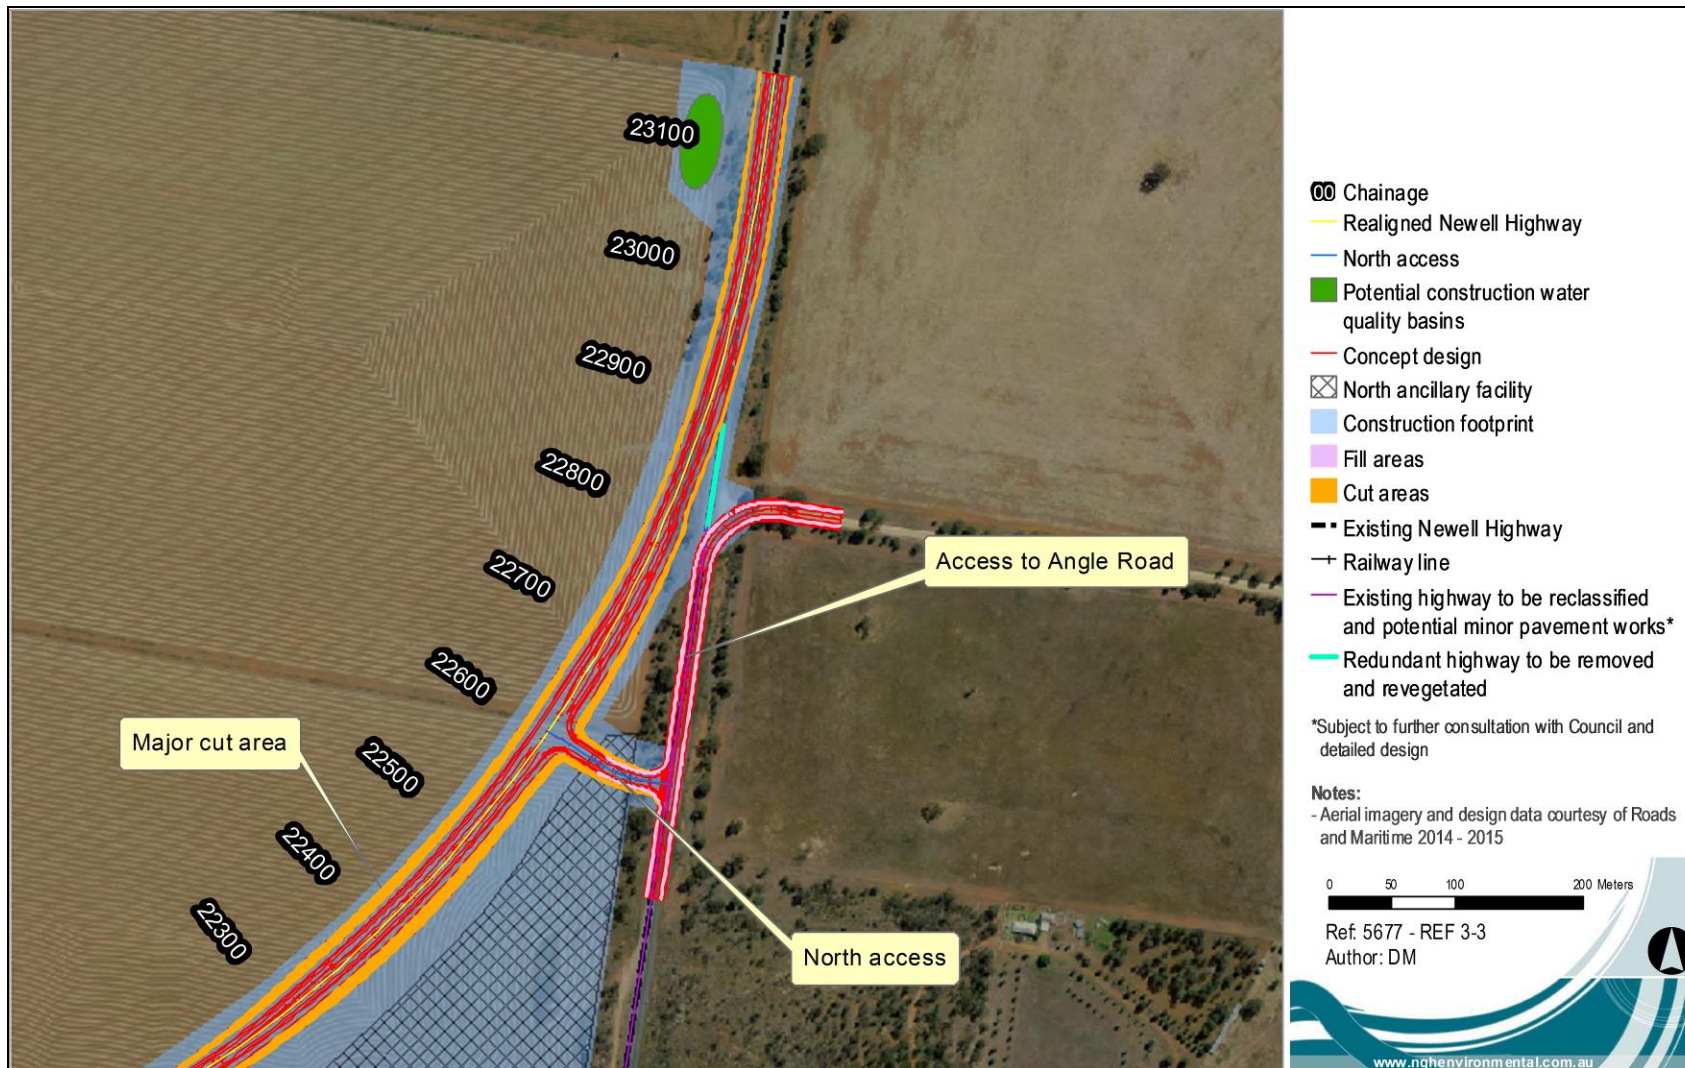 23100
23000
22900
22800
22700
22600
22500
22400
22300
Major cut area
Access to Angle Road
North access
00 Chainage
Realigned Newell Highway
North access
Potential construction water
quality basins
Concept design
North ancillary facility
Construction footprint
Fill areas
Cut areas
Existing Newell Highway
Railway line
Existing highway to be reclassified
and potential minor pavement works*
Redundant highway to be removed
and revegetated
*Subject to further consultation with Council and
detailed design
Notes:
- Aerial imagery and design data courtesy of Roads
and Maritime 2014 - 2015
0 50 100 200 Meters
Ref: 5677 - REF 3-3
Author: DM
www.nghenvironmental.com.au